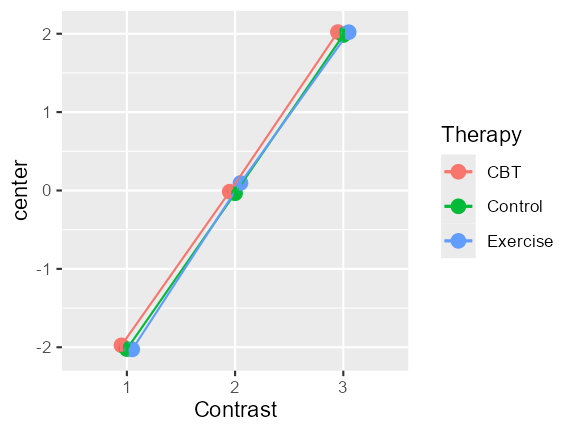 center
2
1
0
-1
-2
1
2
3
Contrast
Therapy
CBT
Control
Exercise